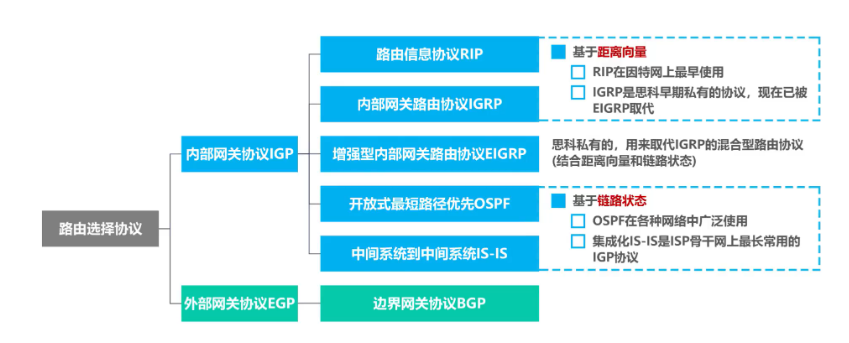 路由选择协议
内部网关协议IGP
外部网关协议EGP
路由信息协议RIP
内部网关路由协议IGRP
增强型内部网关路由协议EIGRP
开放式最短路径优先OSPF
中间系统到中间系统IS-IS
边界网关协议BGP
基于距离向量
RIP在因特网上最早使用
IGRP是思科早期私有的协议，现在已被
EIGRP取代
思科私有的，用来取代IGRP的混合型路由协议
(结合距离向量和链路状态)
基于链路状态
OSPF在各种网络中广泛使用
集成化IS-IS是ISP骨干网上最长常用的
IGP协议